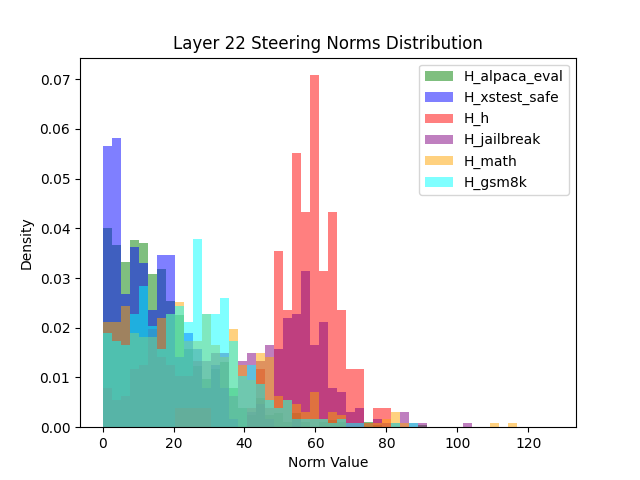 Layer 22 Steering Norms Distribution
H_alpaca_eval
H_xstest_safe
H_h
H_jailbreak
H_math
H_gsm8k
0.07
0.06
0.05
0.04
0.03
0.02
0.01
0.00
Density
0 20 40 60 80 100 120
Norm Value